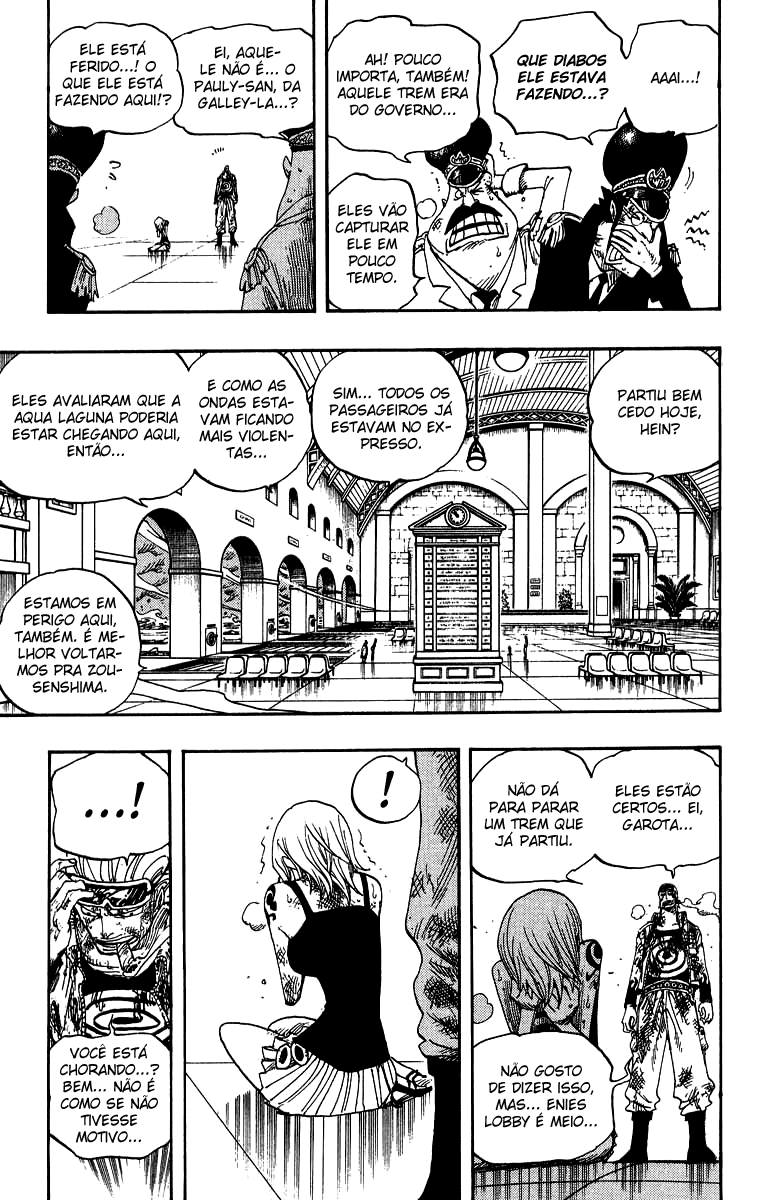 AAAI...!
QUE DIABOS
ELE ESTAVA
FAZENDO...?
AH! POUCO
IMPORTA, TAMBÉM!
AQUELE TREM ERA
DO GOVERNO...
ELES VÃO
CAPTURAR
ELE EM
POUCO
TEMPO.
EI, AQUE-
LE NÃO É... O
PAULY-SAN, DA
GALLEY-LA...?
ELE ESTÁ
FERIDO...! O
QUE ELE ESTÁ
FAZENDO AQUI!?
PARTIU BEM
CEDO HOJE,
HEIN?
SIM... TODOS OS
PASSAGEIROS JÁ
ESTAVAM NO EX-
PRESSO.
E COMO AS
ONDAS ESTA-
VAM FICANDO
MAIS VIOLEN-
TAS...
ELES AVALIARAM QUE A
AQUA LAGUNA PODERIA
ESTAR CHEGANDO AQUI,
ENTÃO...
ESTAMOS EM
PERIGO AQUI,
TAMBÉM. É ME-
LHOR VOLTAR-
MOS PRA ZOU-
SENSHIMA.
ELES ESTÃO
CERTOS... EI,
GAROTA...
NÃO DÁ
PARA PARAR
UM TREM QUE
JÁ PARTIU.
NÃO GOSTO
DE DIZER ISSO,
MAS... ENIES
LOBBY É MEIO...
!
...!
VOCÊ ESTÁ
CHORANDO...?
BEM... NÃO É
COMO SE NÃO
TIVESSE
MOTIVO...